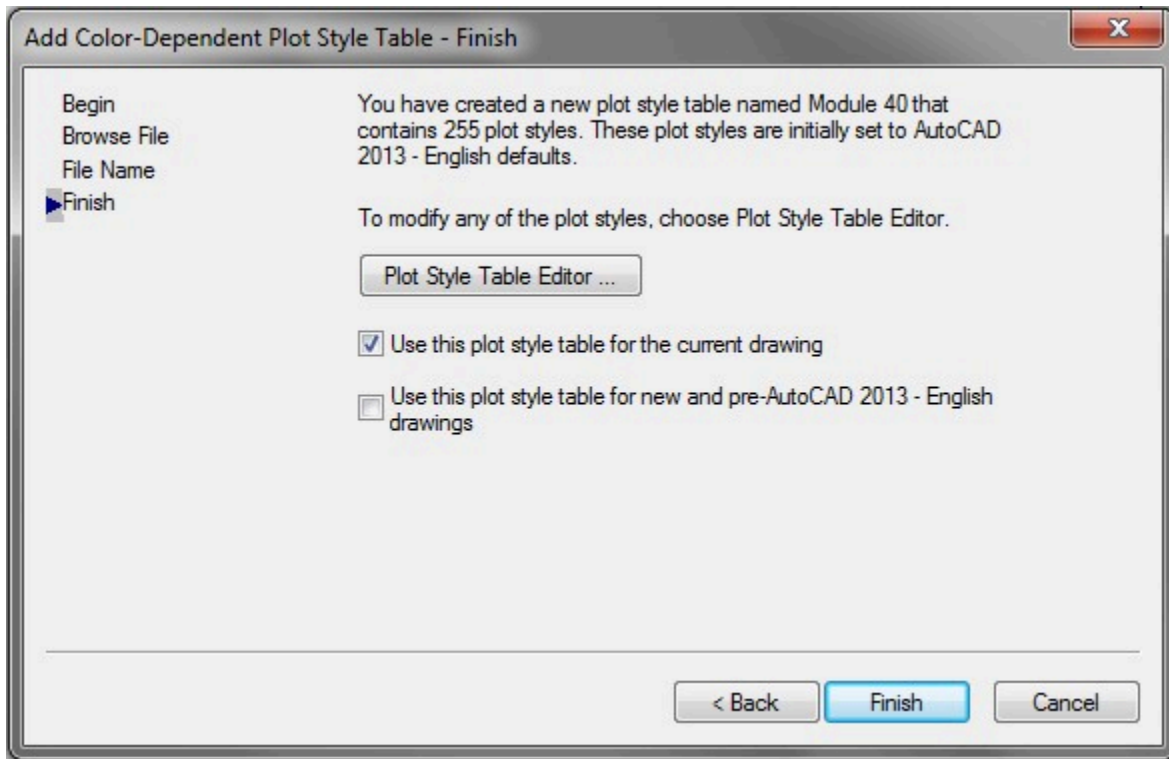 Add Color-Dependent Plot Style Table - Finish
Begin
Browse File
File Name
Finish
You have created a new plot style table named Module 40 that
contains 255 plot styles. These plot styles are initially set to AutoCAD
2013 - English defaults.
To modify any of the plot styles, choose Plot Style Table Editor.
Plot Style Table Editor ...
Use this plot style table for the current drawing
Use this plot style table for new and pre-AutoCAD 2013 - English
drawings
< Back
Finish
Cancel